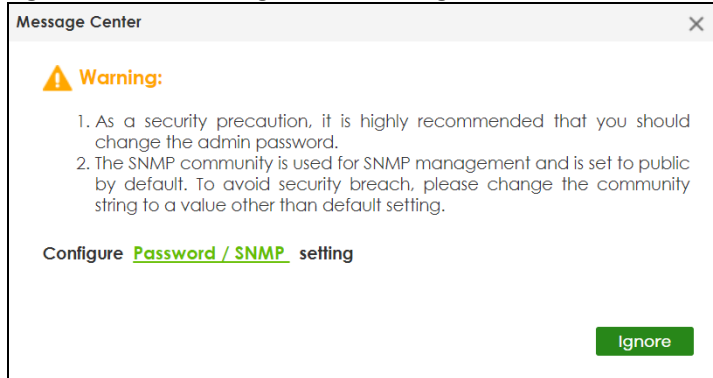 Message Center
Warning:
1. As a security precaution, it is highly recommended that you should
change the admin password.
2. The SNMP community is used for SNMP management and is set to public
by default. To avoid security breach, please change the community
string to a value other than default setting.
Configure Password / SNMP setting
Ignore